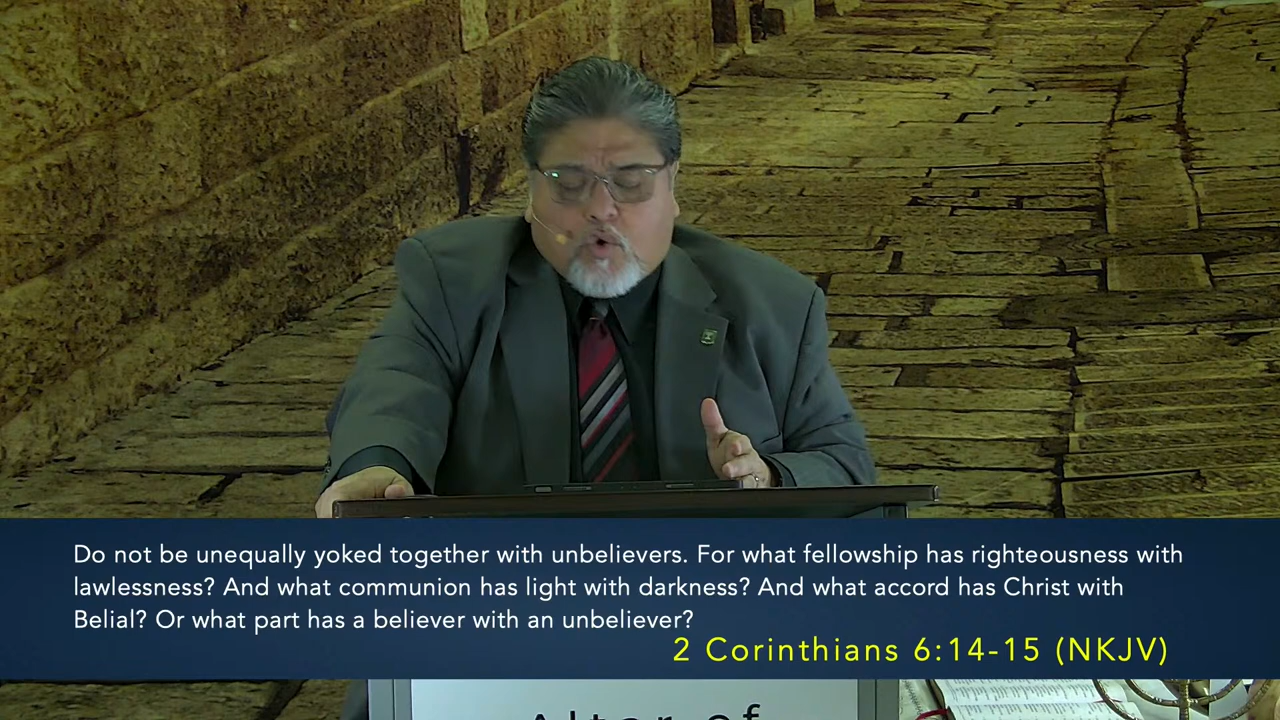 Do not be unequally yoked together with unbelievers. For what fellowship has righteousness with
lawlessness? And what communion has light with darkness? And what accord has Christ with
Belial? Or what part has a believer with an unbeliever?
2 Corinthians 6:14-15 (NKJV)
Altar of